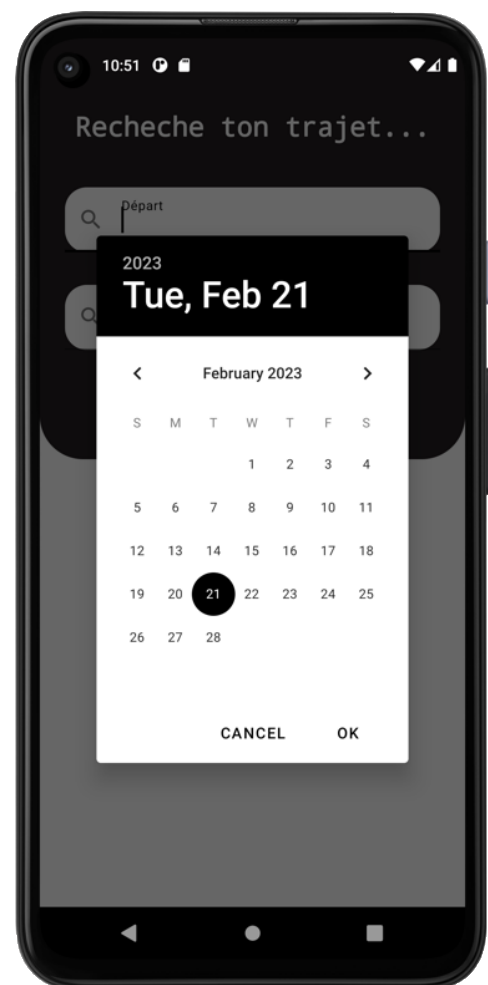 10:51
Recheche ton trajet...
Départ
2023
Tue, Feb 21
February 2023
S M T W T F S
1 2 3 4
5 6 7 8 9 10 11
12 13 14 15 16 17 18
19 20 21 22 23 24 25
26 27 28
CANCEL OK